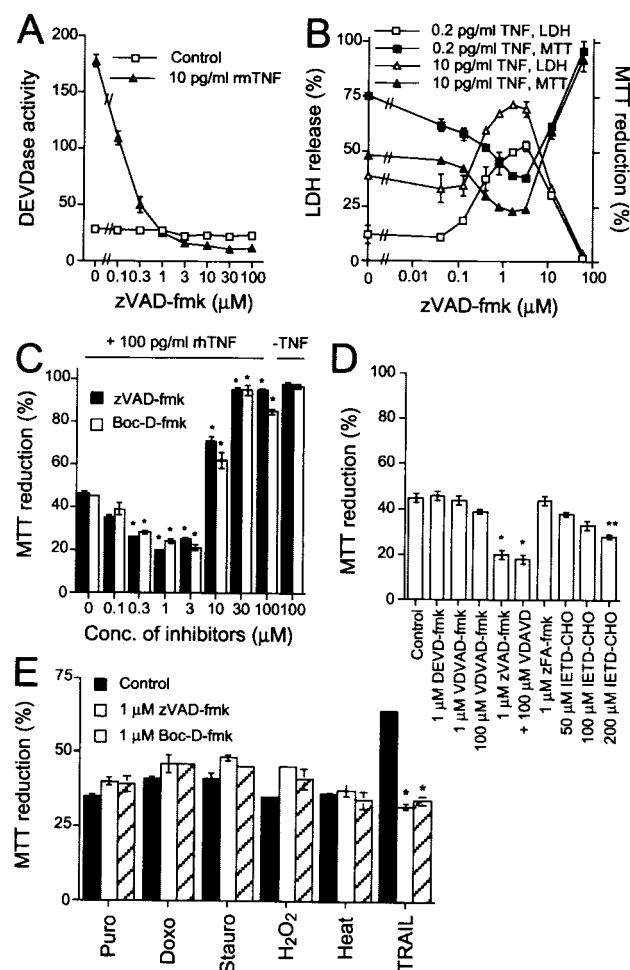 A
200
150
100
50
0
DEVDase activity
Control
10 pg/ml rmTNF
0 0.10 0.3 1 3 10 30 100
zVAD-fmk (μM)
B
0.2 pg/ml TNF, LDH
0.2 pg/ml TNF, MTT
10 pg/ml TNF, LDH
10 pg/ml TNF, MTT
100
75
50
25
0
LDH release (%)
MTT reduction (%)
0 0.01 0.1 1 10 100
zVAD-fmk (μM)
C
+ 100 pg/ml rhTNF -TNF
zVAD-fmk
Boc-D-fmk
100
80
60
40
20
0
MTT reduction (%)
* * * * * * * * * * * * *
0 0.1 0.3 1 3 10 30 100 100
Conc. of inhibitors (μM)
D
100
80
60
40
20
0
MTT reduction (%)
* * **
Control
1 μM DEVD-fmk
1 μM VDVAD-fmk
100 μM VDVAD-fmk
1 μM zVAD-fmk
+ 100 μM VDAVD
1 μM zFA-fmk
50 μM IETD-CHO
100 μM IETD-CHO
200 μM IETD-CHO
E
75
50
25
0
MTT reduction (%)
Control
1 μM zVAD-fmk
1 μM Boc-D-fmk
* *
Puro
Doxo
Stauro
H2O2
Heat
TRAIL